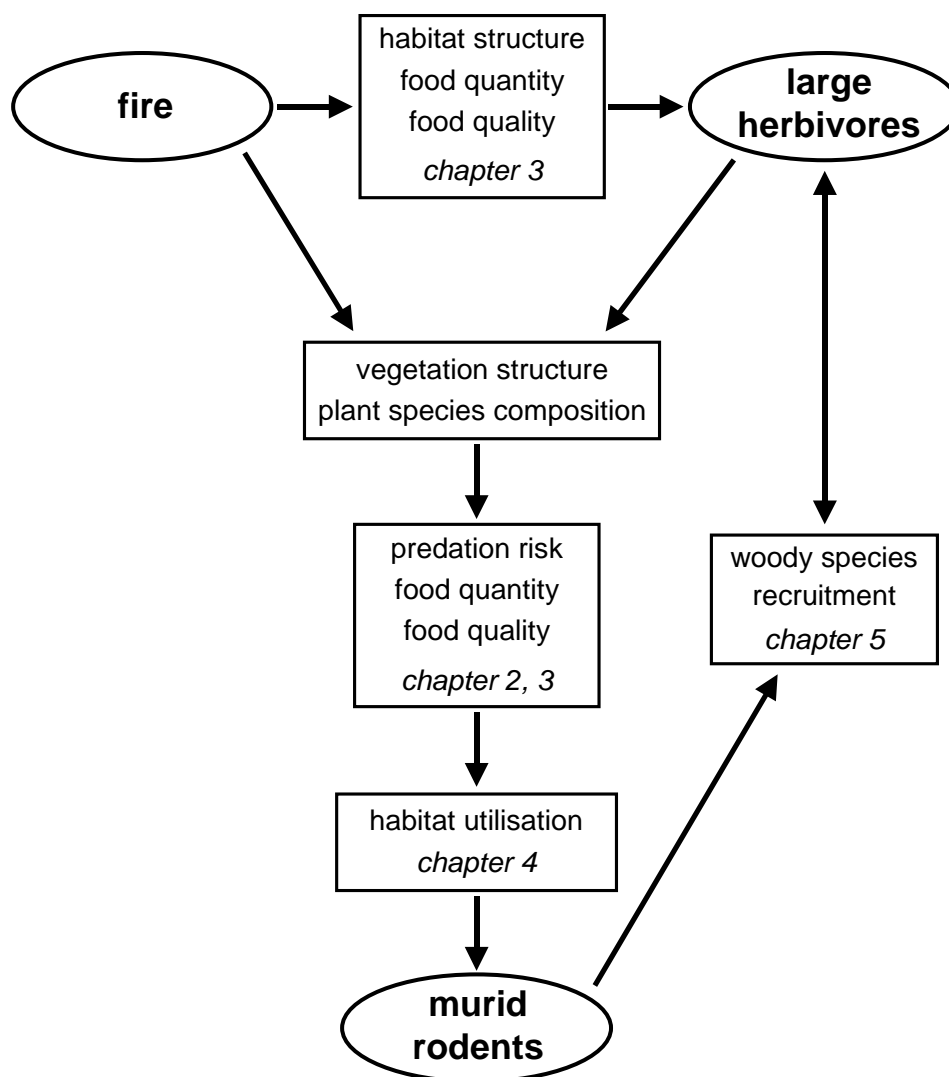 fire
habitat structure
food quantity
food quality
chapter 3
large
herbivores
vegetation structure
plant species composition
predation risk
food quantity
food quality
chapter 2, 3
woody species
recruitment
chapter 5
habitat utilisation
chapter 4
murid
rodents